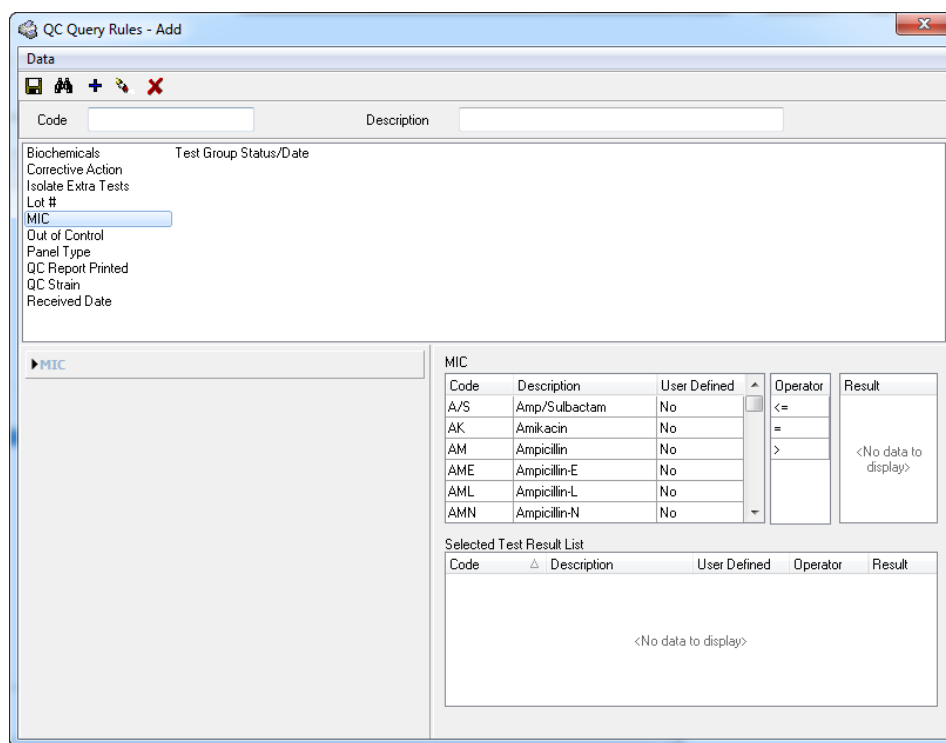 QC Query Rules - Add
Data
Code Description
Biochemicals Test Group Status/Date
Corrective Action
Isolate Extra Tests
Lot #
MIC
Out of Control
Panel Type
QC Report Printed
QC Strain
Received Date
MIC
MIC
Code Description User Defined Operator Result
A/S Amp/Sulbactam No <=
AK Amikacin No =
AM Ampicillin No >
AME Ampicillin-E No
AML Ampicillin-L No
AMN Ampicillin-N No
<No data to
display>
Selected Test Result List
Code Description User Defined Operator Result
<No data to display>